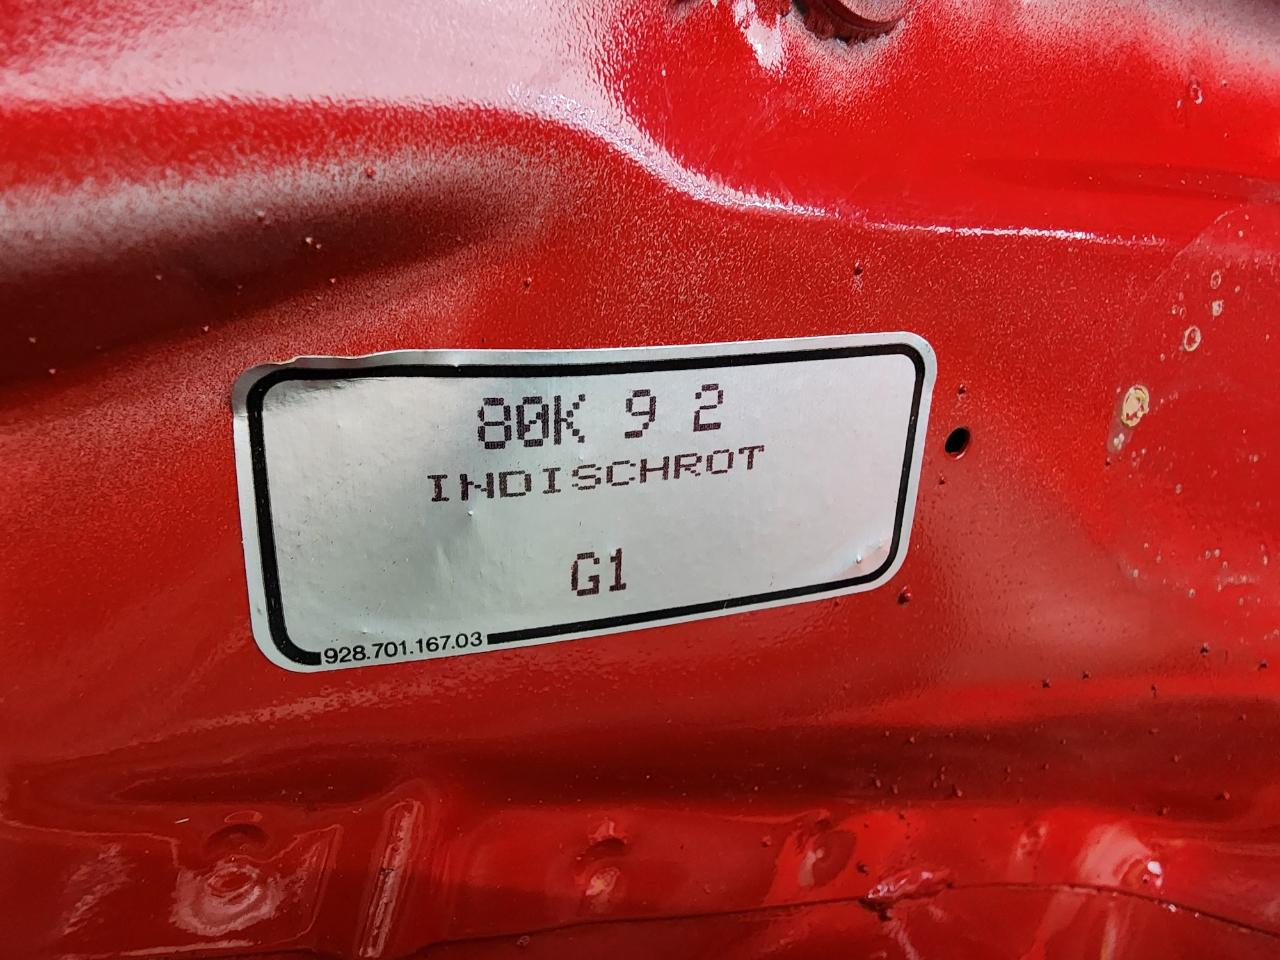 80K 9 2
INDISCHROT
G1
928.701.167.03